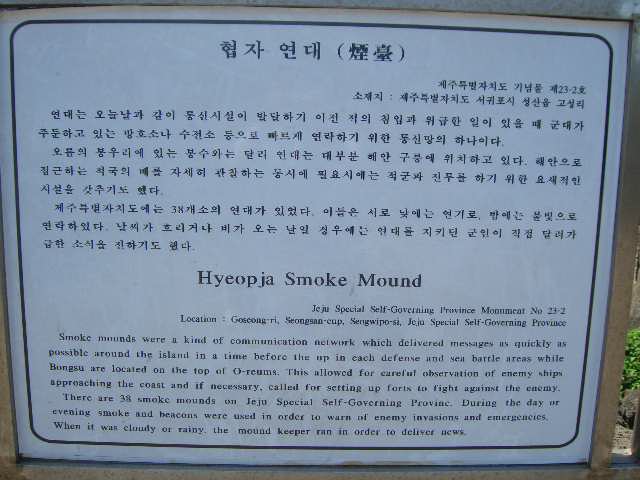 협자 연대 (煙臺)
제주특별자치도 기념물 제23-2호
소재지 : 제주특별자치도 서귀포시 성산읍 고성리
연대는 오늘날과 같이 통신시설이 발달하기 이전 적의 침입과 위급한 일이 있을 때 군대가
주둔하고 있는 방호소나 수전소 등으로 빠르게 연락하기 위한 통신망의 하나이다.
오름의 봉우리에 있는 봉수와는 달리 연대는 대부분 해안 구릉에 위치하고 있다. 해안으로
접근하는 적국의 배를 자세히 관찰하는 동시에 필요시에는 적군과 전투를 하기 위한 요새적인
시설을 갖추기도 했다.
제주특별자치도에는 38개소의 연대가 있었다. 이들은 서로 낮에는 연기로, 밤에는 불빛으로
연락하였다. 날씨가 흐리거나 비가 오는 날일 경우에는 연대를 지키던 군인이 직접 달려가
급한 소식을 전하기도 했다.
Hyeopja Smoke Mound
Jeju Special Self-Governing Province Monument No 23-2
Location : Goseong-ri, Seongsan-eup, Seogwipo-si, Jeju Special Self-Governing Province
Smoke mounds were a kind of communication network which delivered messages as quickly as
possible around the island in a time before the up in each defense and sea battle areas while
Bongsu are located on the top of O-reums. This allowed for careful observation of enemy ships
approaching the coast and if necessary, called for setting up forts to fight against the enemy.
There are 38 smoke mounds on Jeju Special Self-Governing Provinc. During the day or
evening smoke and beacons were used in order to warn of enemy invasions and emergencies.
When it was cloudy or rainy, the mound keeper ran in order to deliver news.